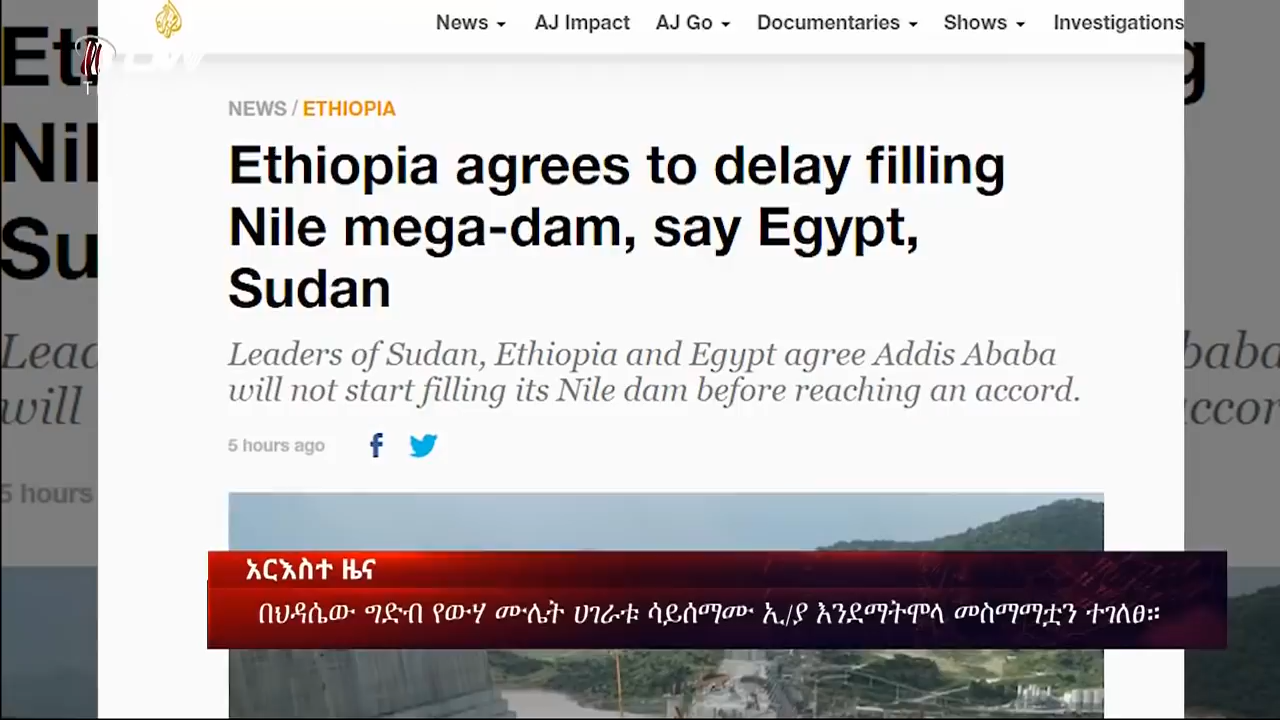 News AJ Impact AJ Go Documentaries Shows Investigations
NEWS / ETHIOPIA
Ethiopia agrees to delay filling
Nile mega-dam, say Egypt,
Sudan
Leaders of Sudan, Ethiopia and Egypt agree Addis Ababa
will not start filling its Nile dam before reaching an accord.
5 hours ago
አርእስተ ዜና
በህዳሴው ግድብ የውሃ ሙሌት ሀገራቱ ሳይሰማሙ ኢ/ያ እንደማትሞላ መስማማቷን ተገለፀ።